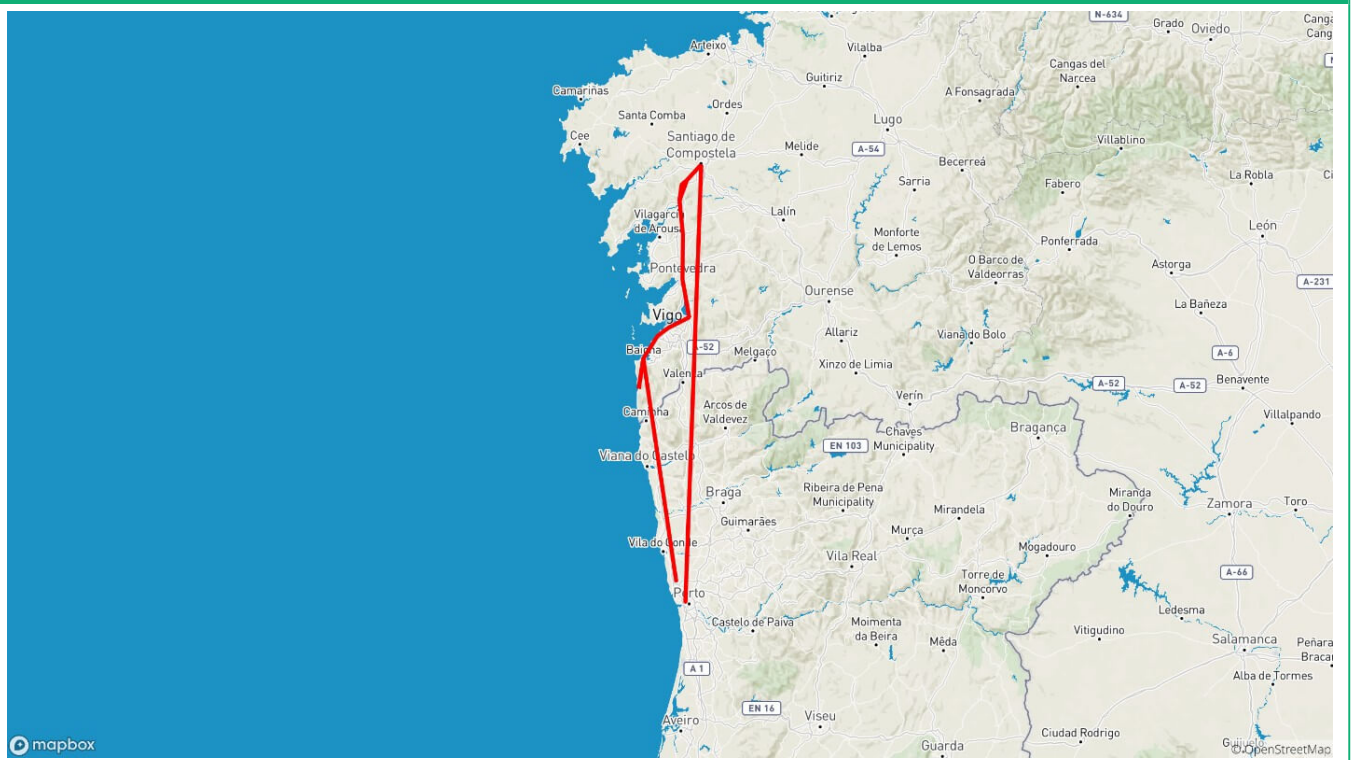 N-634
Grado
Oviedo
Cang
Cang
Arteixo
Vilalba
Cangas del
Narcea
Guitiriz
A Fonsagrada
Camariñas
Ordes
Santa Comba
Lugo
Villablino
Cee
Santiago de
Compostela
Melide
A-54
Becerreá
La Robla
Sarria
Fabero
Vilagarcía
de Arousa
Lalín
León
Monforte
de Lemos
Ponferrada
O Barco de
Valdeorras
Astorga
Pontevedra
A-231
Ourense
La Bañeza
Vigo
Allariz
Viana do Bolo
Baiona
A-52
Melgaço
A-6
Xinzo de Limia
Valença
A-52
A-52
Benavente
Verín
Arcos de
Valdevez
Caminha
Villalpando
Chaves
Municipality
Bragança
EN 103
Viana do Castelo
Braga
Ribeira de Pena
Municipality
Miranda
do Douro
Zamora
Toro
Mirandela
Guimarães
Murça
Vila do Conde
Mogadouro
Vila Real
A-66
Torre de
Moncorvo
Porto
Ledesma
Castelo de Paiva
Moimenta
da Beira
Mêda
Vitigudino
Salamanca
Peñara
Braca
A 1
Alba de Tormes
EN 16
Viseu
Aveiro
Ciudad Rodrigo
Guarda
Guijuelo
mapbox
© OpenStreetMap